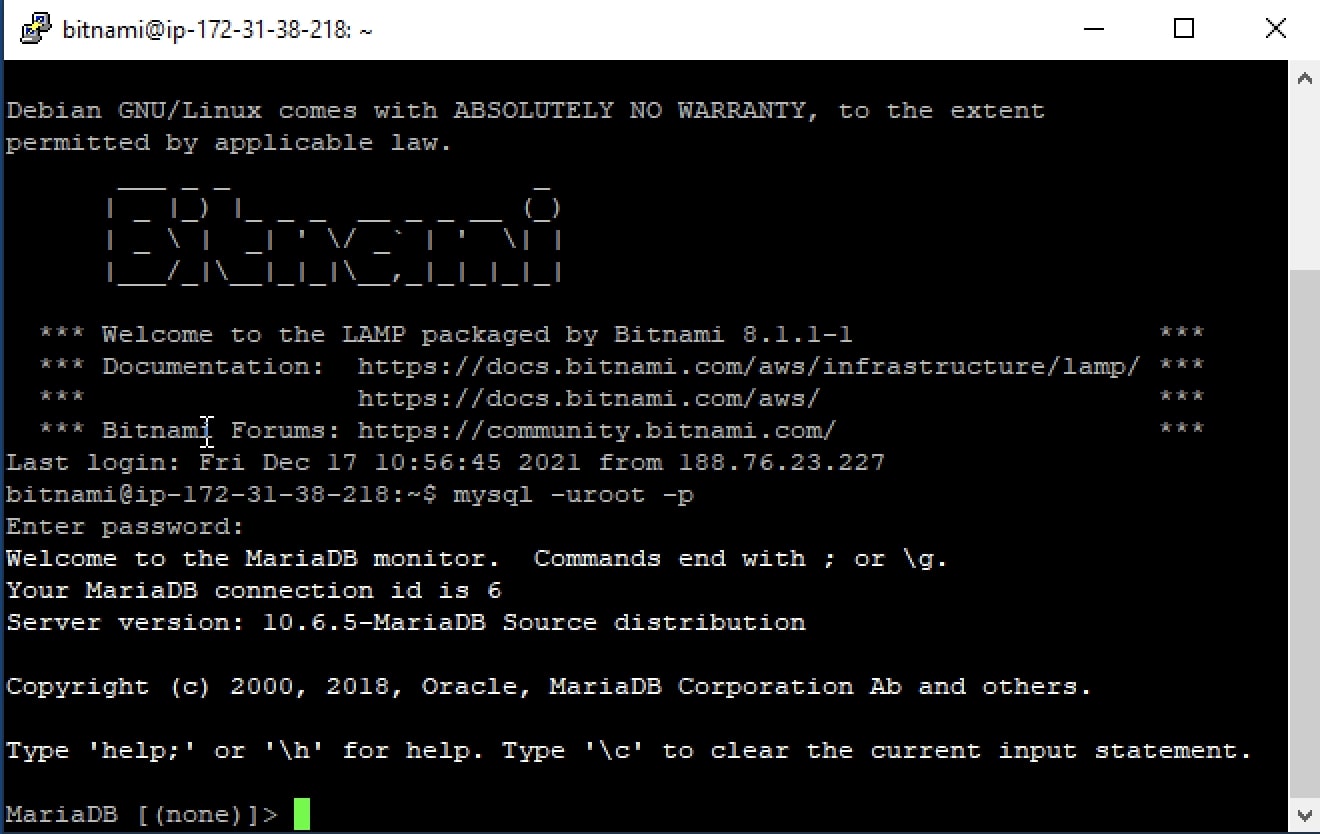 bitnami@ip-172-31-38-218: ~
Debian GNU/Linux comes with ABSOLUTELY NO WARRANTY, to the extent
permitted by applicable law.
Bitnami
*** Welcome to the LAMP packaged by Bitnami 8.1.1-1 ***
*** Documentation: https://docs.bitnami.com/aws/infrastructure/lamp/ ***
*** https://docs.bitnami.com/aws/ ***
*** Bitnami Forums: https://community.bitnami.com/ ***
Last login: Fri Dec 17 10:56:45 2021 from 188.76.23.227
bitnami@ip-172-31-38-218:~$ mysql -uroot -p
Enter password:
Welcome to the MariaDB monitor.  Commands end with ; or \g.
Your MariaDB connection id is 6
Server version: 10.6.5-MariaDB Source distribution
Copyright (c) 2000, 2018, Oracle, MariaDB Corporation Ab and others.
Type 'help;' or '\h' for help. Type '\c' to clear the current input statement.
MariaDB [(none)]>